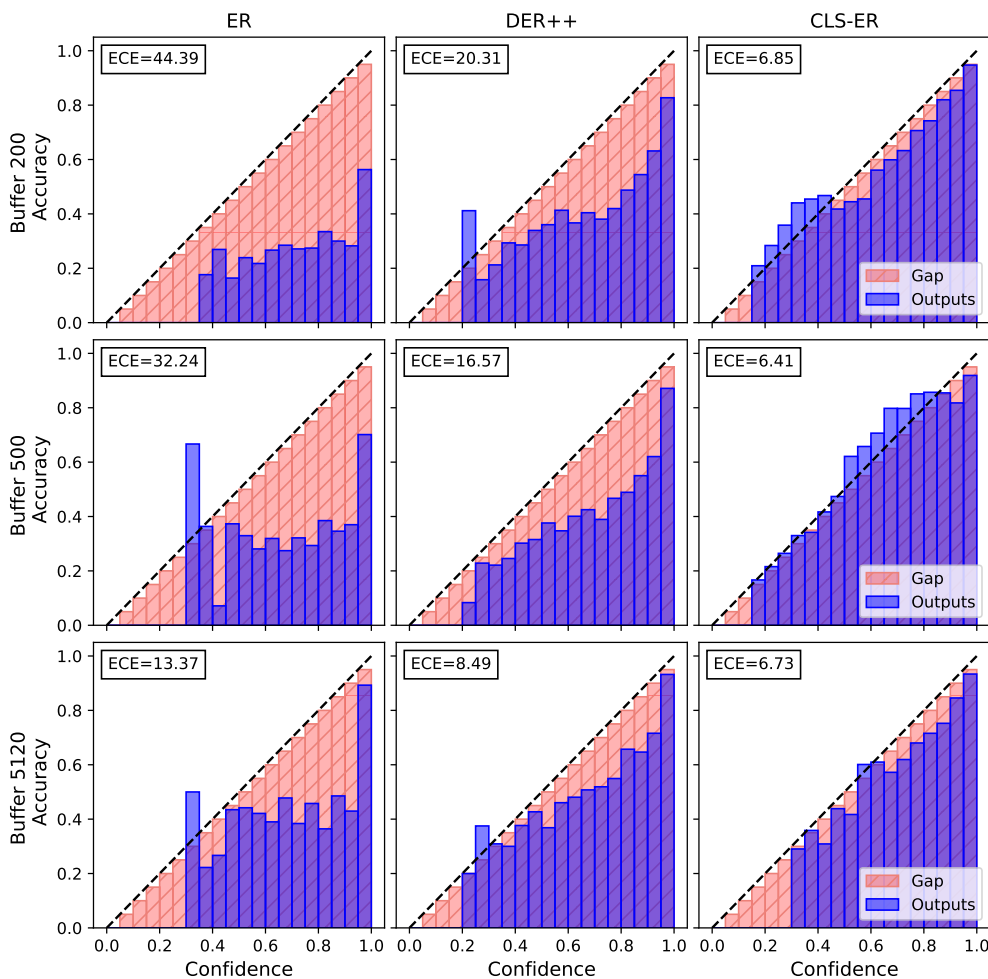 ER
DER++
CLS-ER
Buffer 200
Accuracy
1.0
0.8
0.6
0.4
0.2
0.0
ECE=44.39
ECE=20.31
ECE=6.85
Gap
Outputs
Buffer 500
Accuracy
1.0
0.8
0.6
0.4
0.2
0.0
ECE=32.24
ECE=16.57
ECE=6.41
Gap
Outputs
Buffer 5120
Accuracy
1.0
0.8
0.6
0.4
0.2
0.0
ECE=13.37
ECE=8.49
ECE=6.73
Gap
Outputs
0.0 0.2 0.4 0.6 0.8 1.0
0.0 0.2 0.4 0.6 0.8 1.0
0.0 0.2 0.4 0.6 0.8 1.0
Confidence
Confidence
Confidence